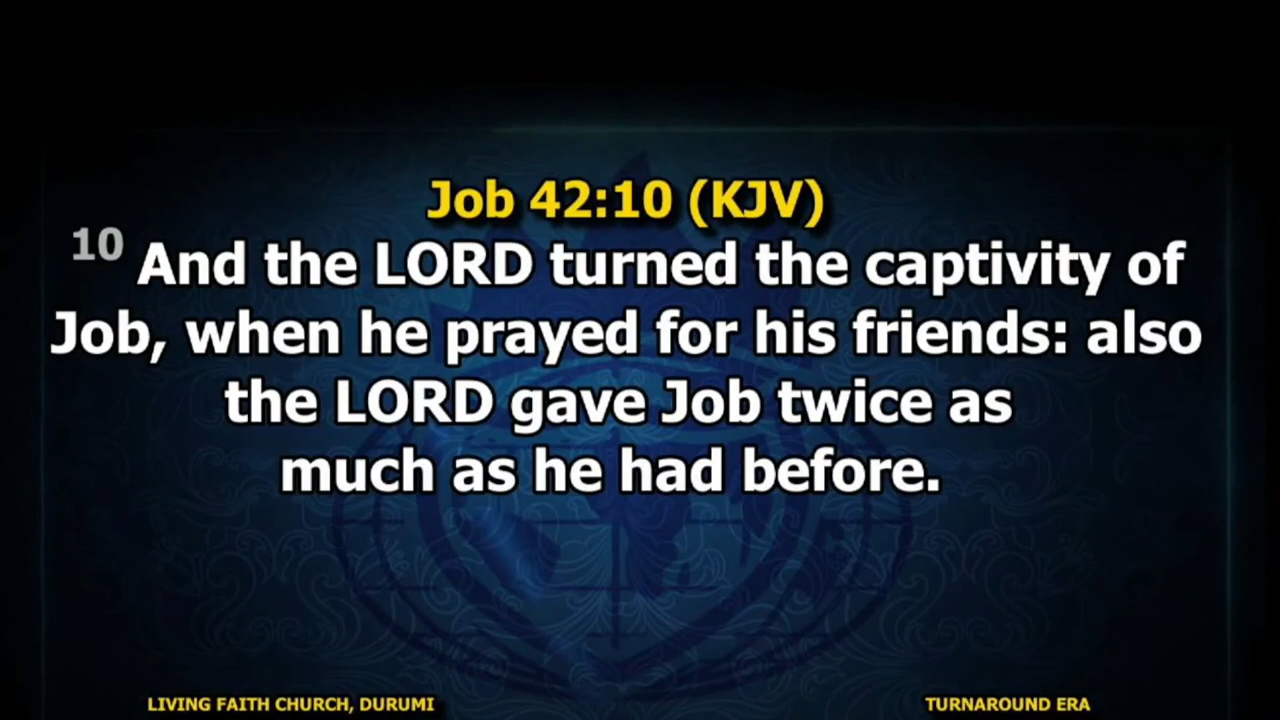 Job 42:10 (KJV)
10 And the LORD turned the captivity of
Job, when he prayed for his friends: also
the LORD gave Job twice as
much as he had before.
LIVING FAITH CHURCH, DURUMI
TURNAROUND ERA